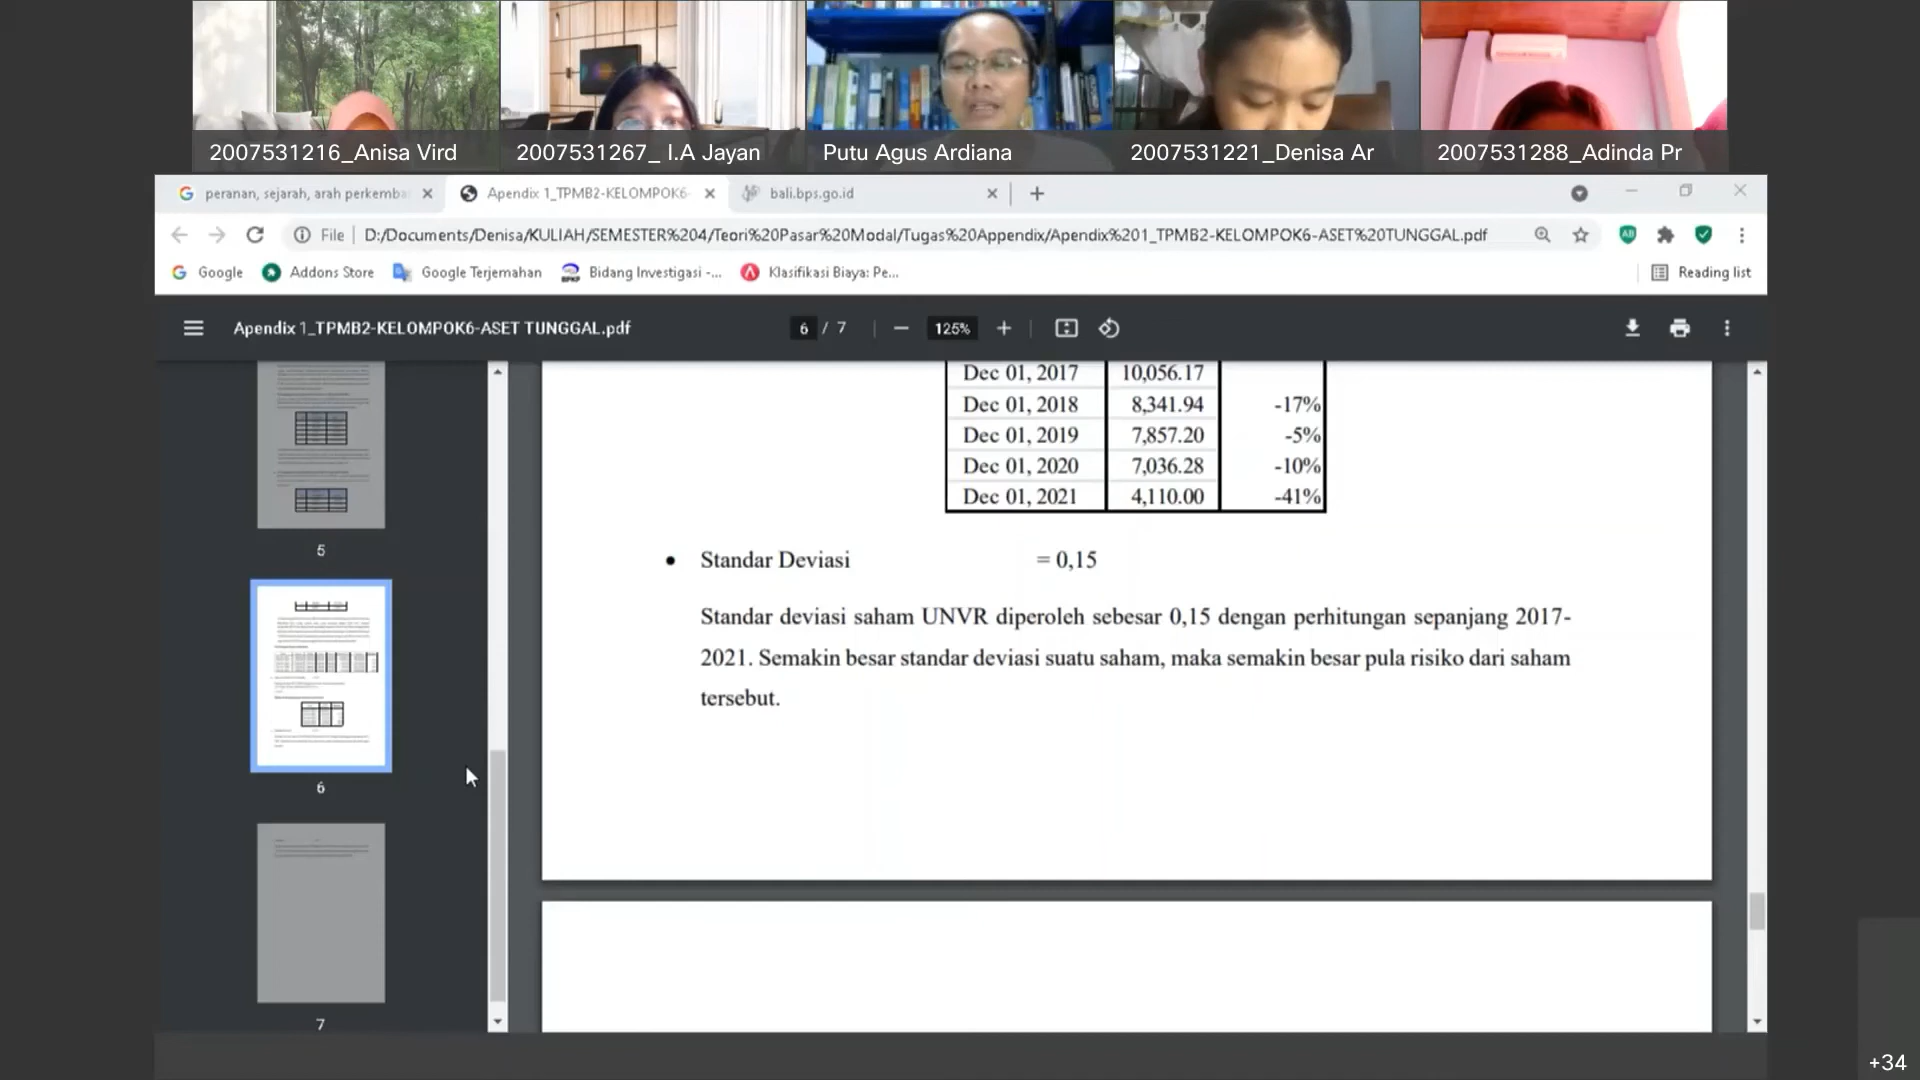 2007531216_Anisa Vird
2007531267_ I.A Jayan
Putu Agus Ardiana
2007531221_Denisa Ar
2007531288_Adinda Pr
peranan, sejarah, arah perkemba
Apendix 1_TPMB2-KELOMPOK6-
bali.bps.go.id
File
D:/Documents/Denisa/KULIAH/SEMESTER%204/Teori%20Pasar%20Modal/Tugas%20Appendix/Apendix%201_TPMB2-KELOMPOK6-ASET%20TUNGGAL.pdf
Google
Addons Store
Google Terjemahan
Bidang Investigasi -...
Klasifikasi Biaya: Pe...
Reading list
Apendix 1_TPMB2-KELOMPOK6-ASET TUNGGAL.pdf
6 / 7
125%
Dec 01, 2017 10,056.17
Dec 01, 2018 8,341.94 -17%
Dec 01, 2019 7,857.20 -5%
Dec 01, 2020 7,036.28 -10%
Dec 01, 2021 4,110.00 -41%
• Standar Deviasi = 0,15
Standar deviasi saham UNVR diperoleh sebesar 0,15 dengan perhitungan sepanjang 2017-
2021. Semakin besar standar deviasi suatu saham, maka semakin besar pula risiko dari saham
tersebut.
5
6
7
+34